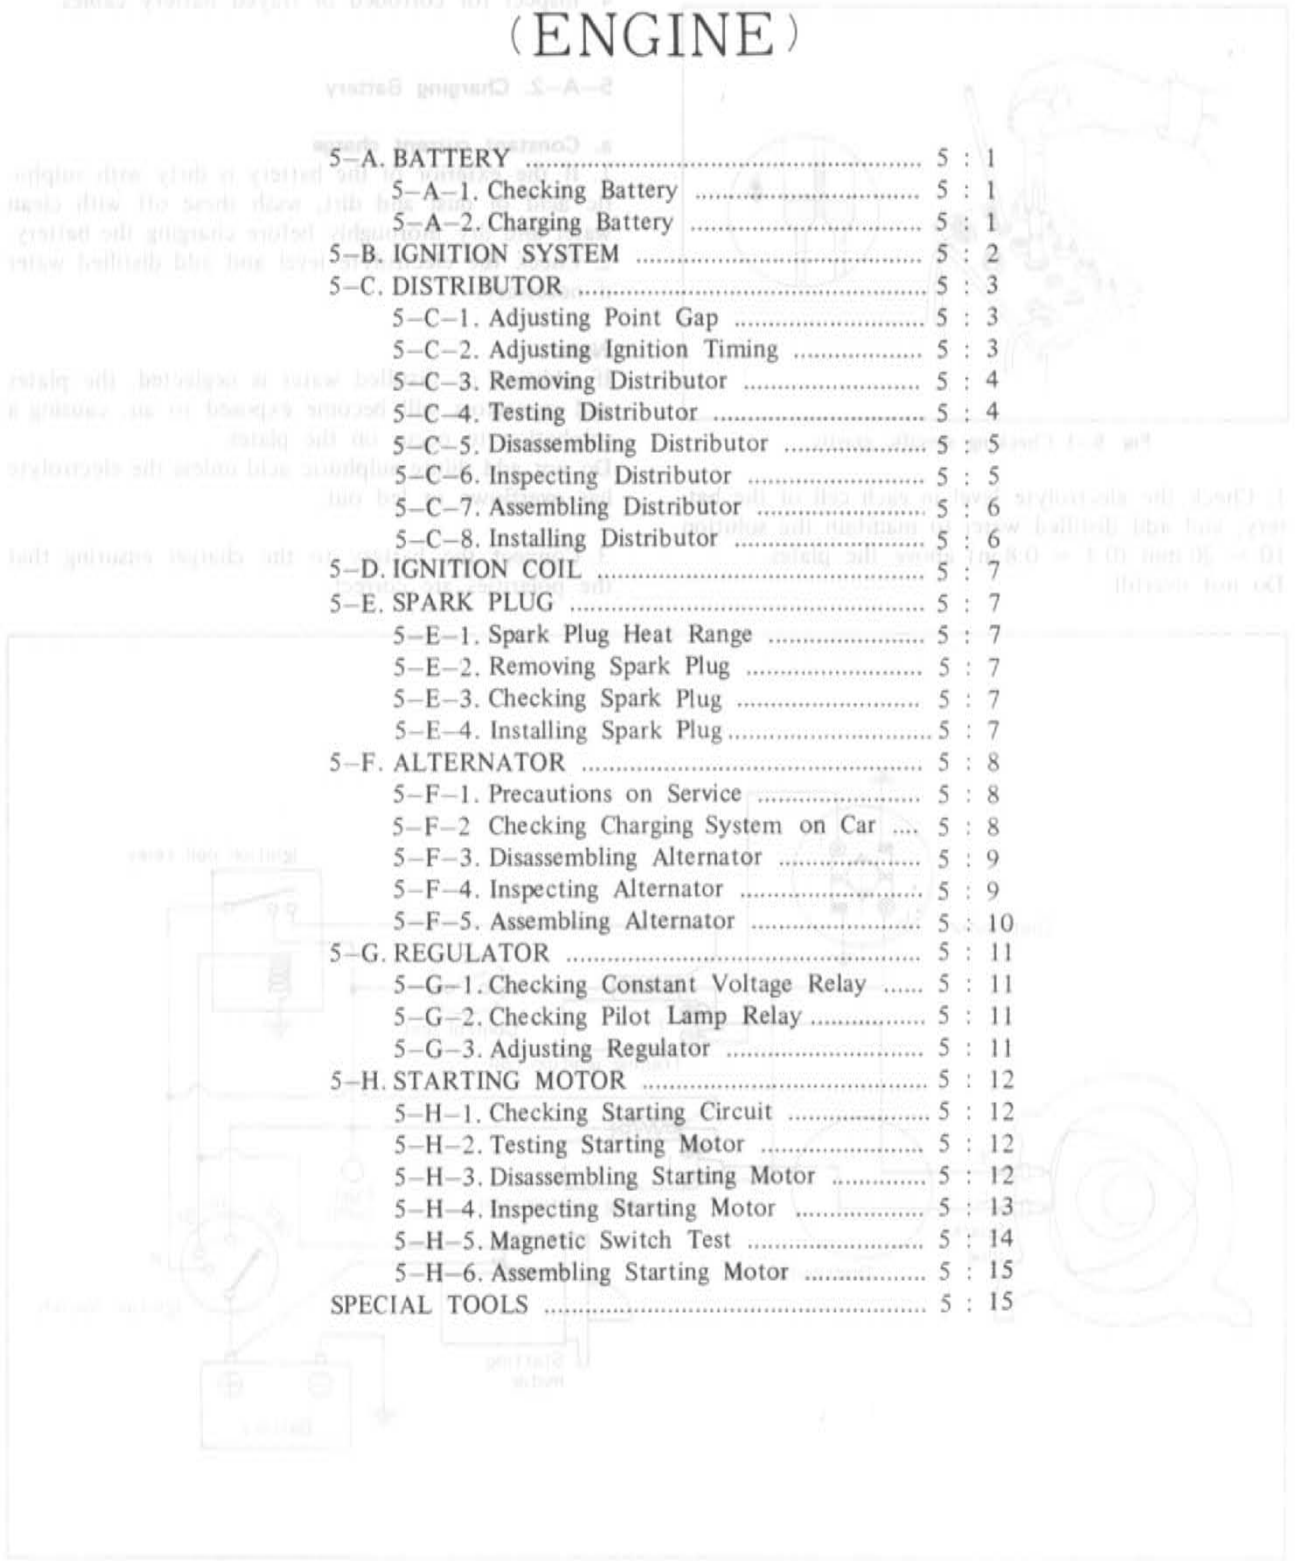 (ENGINE)
5-A. BATTERY ........ 5 : 1
5-A-1. Checking Battery ........ 5 : 1
5-A-2. Charging Battery ........ 5 : 1
5-B. IGNITION SYSTEM ........ 5 : 2
5-C. DISTRIBUTOR ........ 5 : 3
5-C-1. Adjusting Point Gap ........ 5 : 3
5-C-2. Adjusting Ignition Timing ........ 5 : 3
5-C-3. Removing Distributor ........ 5 : 4
5-C-4. Testing Distributor ........ 5 : 4
5-C-5. Disassembling Distributor ........ 5 : 5
5-C-6. Inspecting Distributor ........ 5 : 5
5-C-7. Assembling Distributor ........ 5 : 6
5-C-8. Installing Distributor ........ 5 : 6
5-D. IGNITION COIL ........ 5 : 7
5-E. SPARK PLUG ........ 5 : 7
5-E-1. Spark Plug Heat Range ........ 5 : 7
5-E-2. Removing Spark Plug ........ 5 : 7
5-E-3. Checking Spark Plug ........ 5 : 7
5-E-4. Installing Spark Plug ........ 5 : 7
5-F. ALTERNATOR ........ 5 : 8
5-F-1. Precautions on Service ........ 5 : 8
5-F-2 Checking Charging System on Car .... 5 : 8
5-F-3. Disassembling Alternator ........ 5 : 9
5-F-4. Inspecting Alternator ........ 5 : 9
5-F-5. Assembling Alternator ........ 5 : 10
5-G. REGULATOR ........ 5 : 11
5-G-1. Checking Constant Voltage Relay ...... 5 : 11
5-G-2. Checking Pilot Lamp Relay ........ 5 : 11
5-G-3. Adjusting Regulator ........ 5 : 11
5-H. STARTING MOTOR ........ 5 : 12
5-H-1. Checking Starting Circuit ........ 5 : 12
5-H-2. Testing Starting Motor ........ 5 : 12
5-H-3. Disassembling Starting Motor ........ 5 : 12
5-H-4. Inspecting Starting Motor ........ 5 : 13
5-H-5. Magnetic Switch Test ........ 5 : 14
5-H-6. Assembling Starting Motor ........ 5 : 15
SPECIAL TOOLS ........ 5 : 15